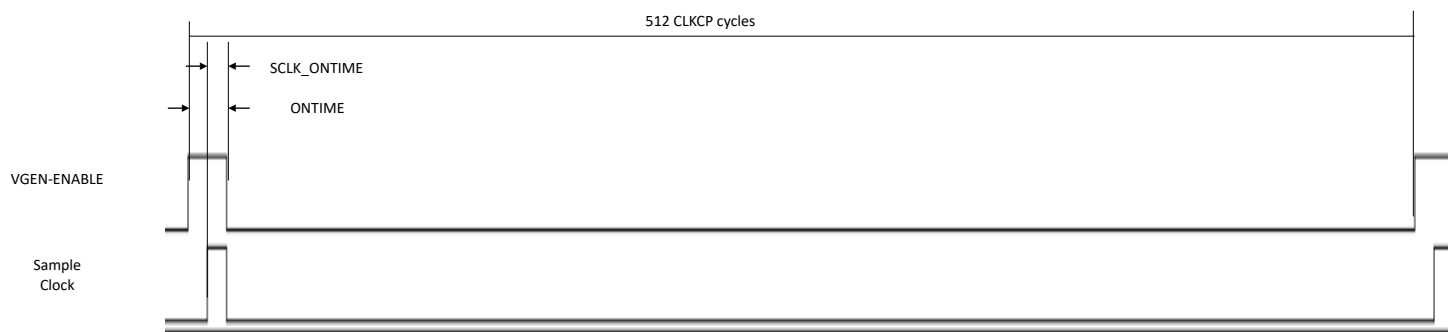 512 CLKCP cycles
SCLK_ONTIME
ONTIME
VGEN-ENABLE
Sample
Clock